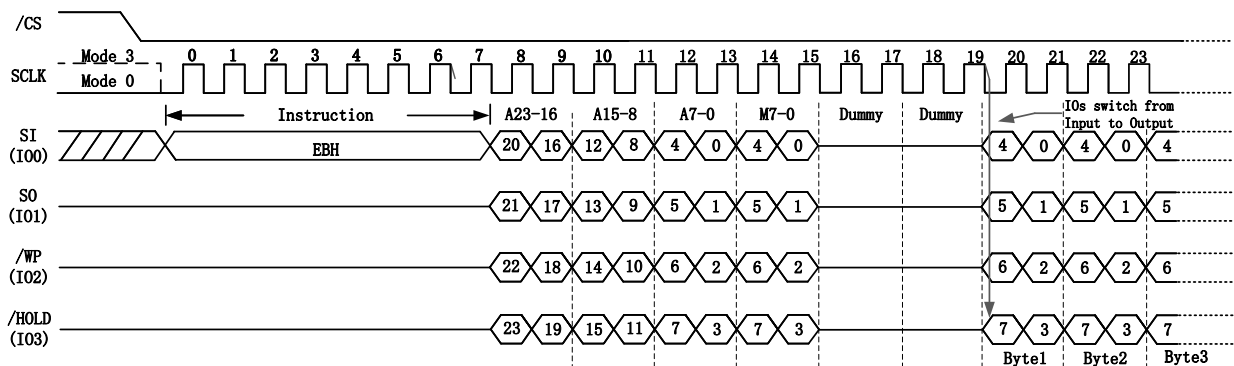 /CS
Mode 3
0 1 2 3 4 5 6 7 8 9 10 11 12 13 14 15 16 17 18 19 20 21 22 23
SCLK
Mode 0
Instruction A23-16 A15-8 A7-0 M7-0 Dummy Dummy
IOs switch from
Input to Output
SI
(IO0)
EBH 20 16 12 8 4 0 4 0 4 0 4 0 4
SO
(IO1)
21 17 13 9 5 1 5 1 5 1 5 1 5
/WP
(IO2)
22 18 14 10 6 2 6 2 6 2 6 2 6
/HOLD
(IO3)
23 19 15 11 7 3 7 3 7 3 7 3 7
Byte1 Byte2 Byte3